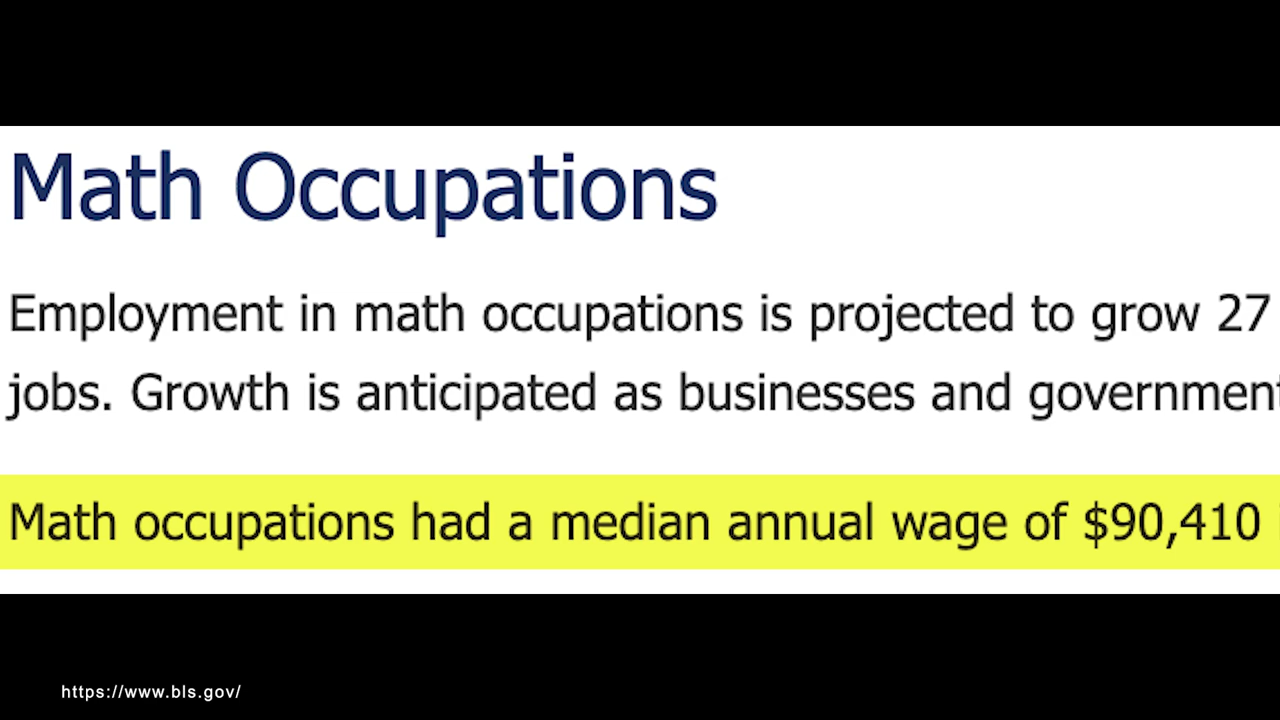 Math Occupations
Employment in math occupations is projected to grow 27
jobs. Growth is anticipated as businesses and government
Math occupations had a median annual wage of $90,410
https://www.bls.gov/